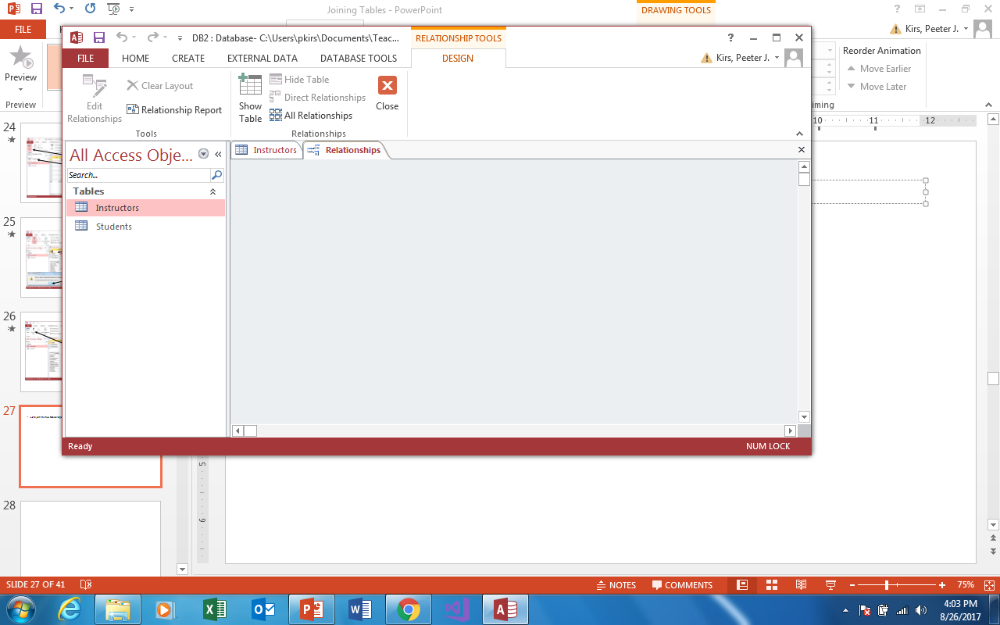 Joining Tables - PowerPoint
DRAWING TOOLS
FILE
Kirs, Peeter J.
Preview
Preview
Reorder Animation
Move Earlier
Move Later
DB2 : Database- C:\Users\pkirs\Documents\Teac...
RELATIONSHIP TOOLS
FILE
HOME
CREATE
EXTERNAL DATA
DATABASE TOOLS
DESIGN
Kirs, Peeter J.
Edit Relationships
Clear Layout
Relationship Report
Tools
Show Table
Hide Table
Direct Relationships
All Relationships
Close
Relationships
All Access Obje...
Search...
Tables
Instructors
Students
Instructors
Relationships
Ready
NUM LOCK
10
11
12
5
6
24
25
26
27
28
SLIDE 27 OF 41
NOTES
COMMENTS
75%
4:03 PM
8/26/2017